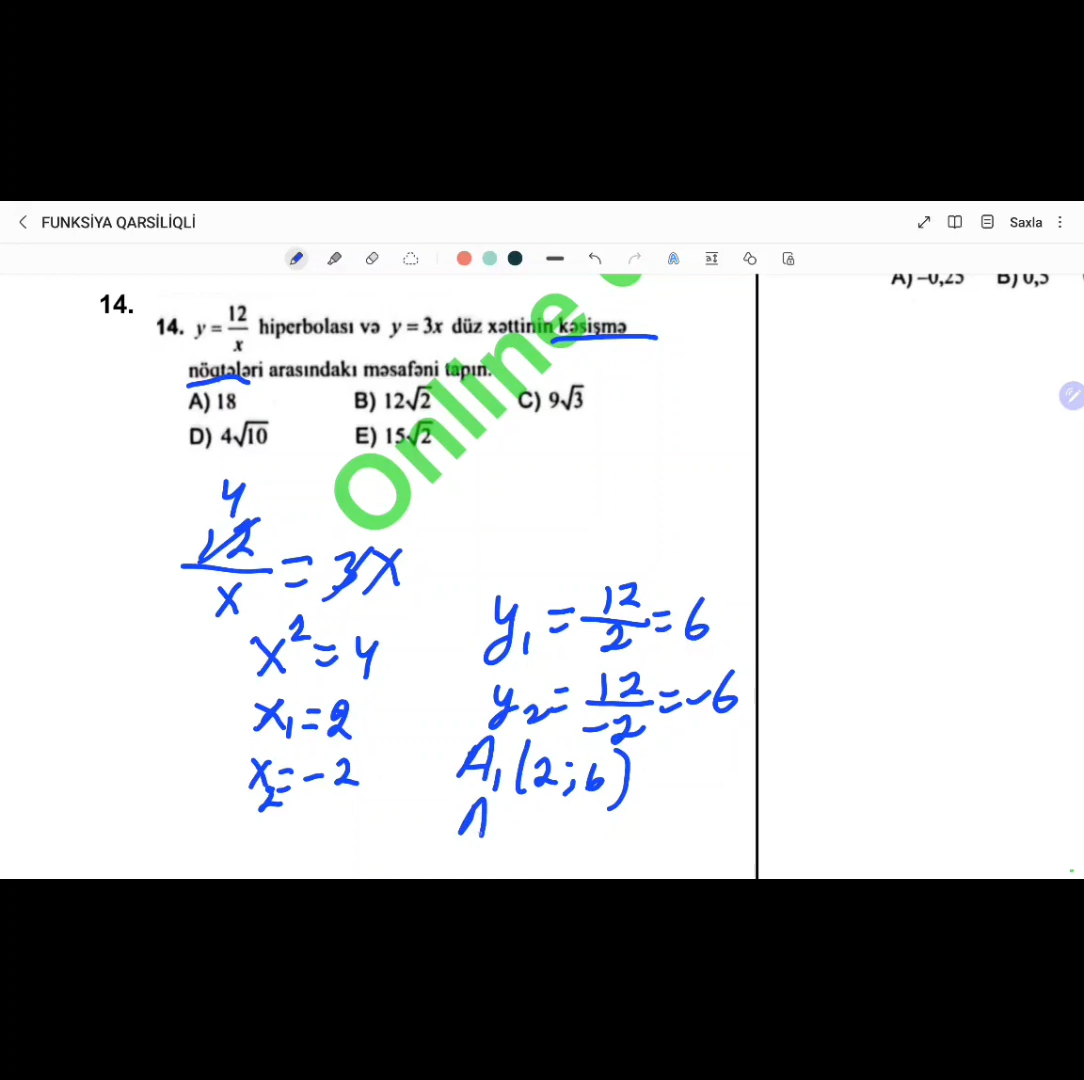 FUNKSİYA QARSİLİQLİ
Saxla
14.
14. y = 12/x hiperbolası və y = 3x düz xəttinin kəsişmə
nöqtələri arasındakı məsafəni tapın.
A) 18 B) 12√2 C) 9√3
D) 4√10 E) 15√2
A) –0,25 B) 0,5
Online
4
12/x = 3x
x² = 4
x₁ = 2
x₂ = -2
y₁ = 12/2 = 6
y₂ = 12/-2 = -6
A₁(2;6)